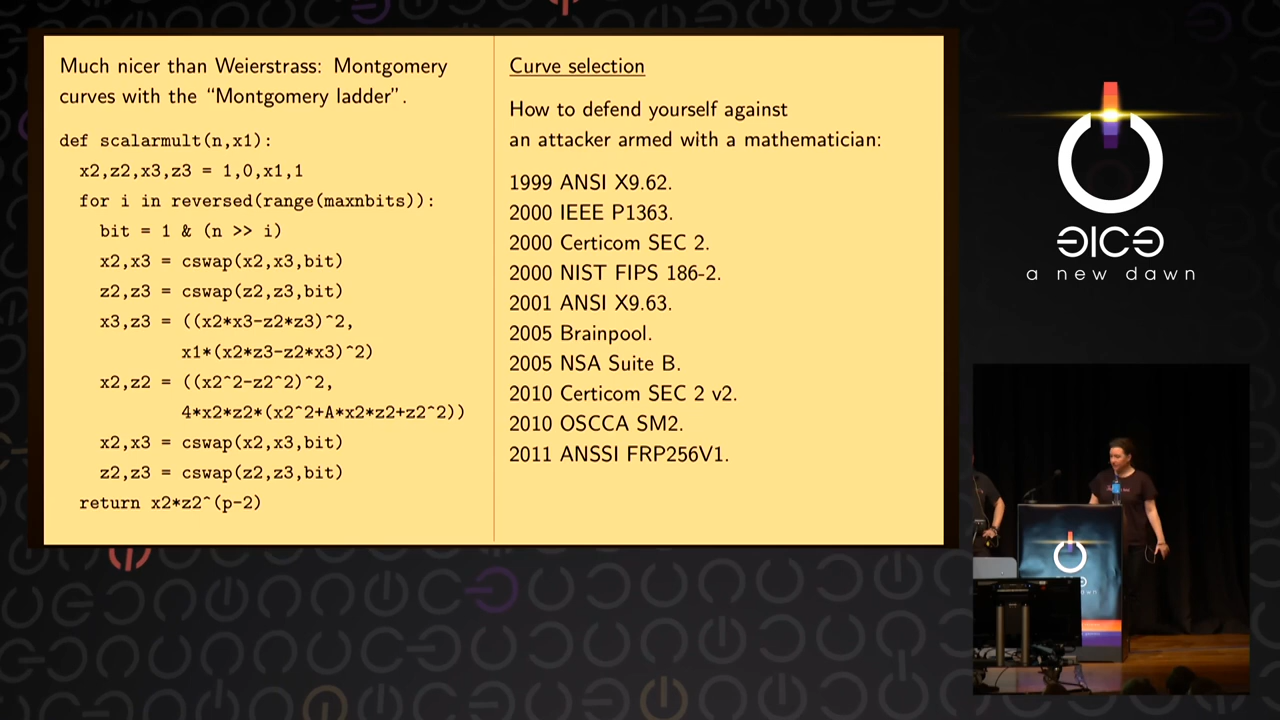 Much nicer than Weierstrass: Montgomery
curves with the “Montgomery ladder”.
def scalarmult(n,x1):
x2,z2,x3,z3 = 1,0,x1,1
for i in reversed(range(maxnbits)):
bit = 1 & (n >> i)
x2,x3 = cswap(x2,x3,bit)
z2,z3 = cswap(z2,z3,bit)
x3,z3 = ((x2*x3-z2*z3)^2,
x1*(x2*z3-z2*x3)^2)
x2,z2 = ((x2^2-z2^2)^2,
4*x2*z2*(x2^2+A*x2*z2+z2^2))
x2,x3 = cswap(x2,x3,bit)
z2,z3 = cswap(z2,z3,bit)
return x2*z2^(p-2)
Curve selection
How to defend yourself against
an attacker armed with a mathematician:
1999 ANSI X9.62.
2000 IEEE P1363.
2000 Certicom SEC 2.
2000 NIST FIPS 186-2.
2001 ANSI X9.63.
2005 Brainpool.
2005 NSA Suite B.
2010 Certicom SEC 2 v2.
2010 OSCCA SM2.
2011 ANSSI FRP256V1.
a new dawn